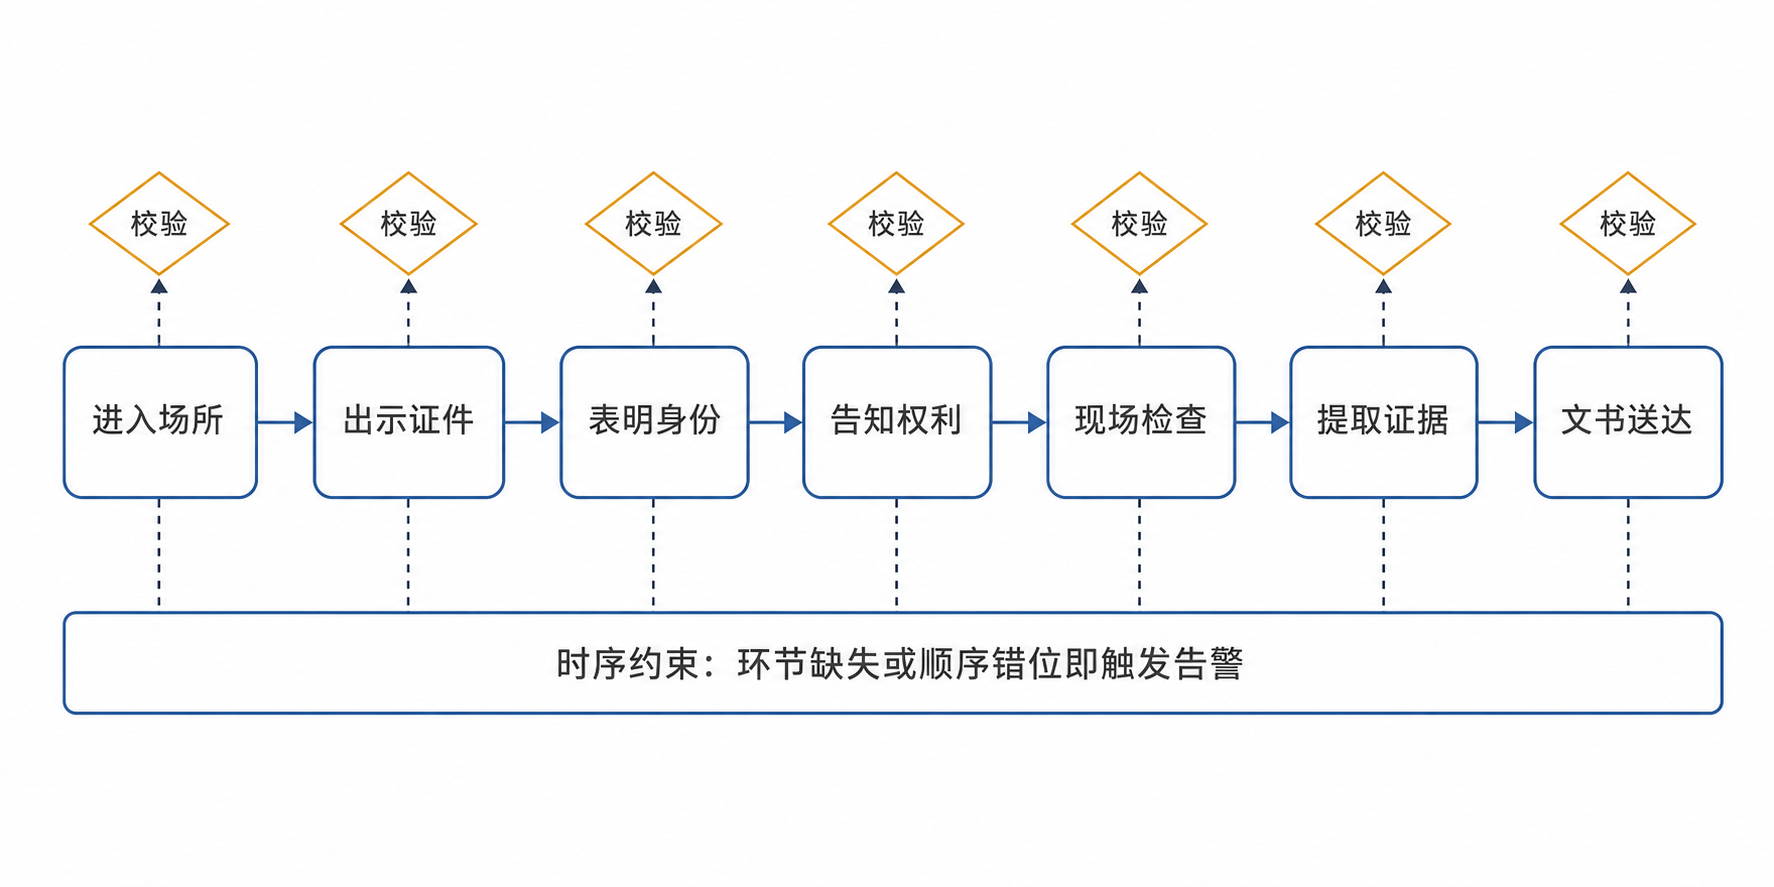 校验 校验 校验 校验 校验 校验 校验
进入场所 出示证件 表明身份 告知权利 现场检查 提取证据 文书送达
时序约束：环节缺失或顺序错位即触发告警